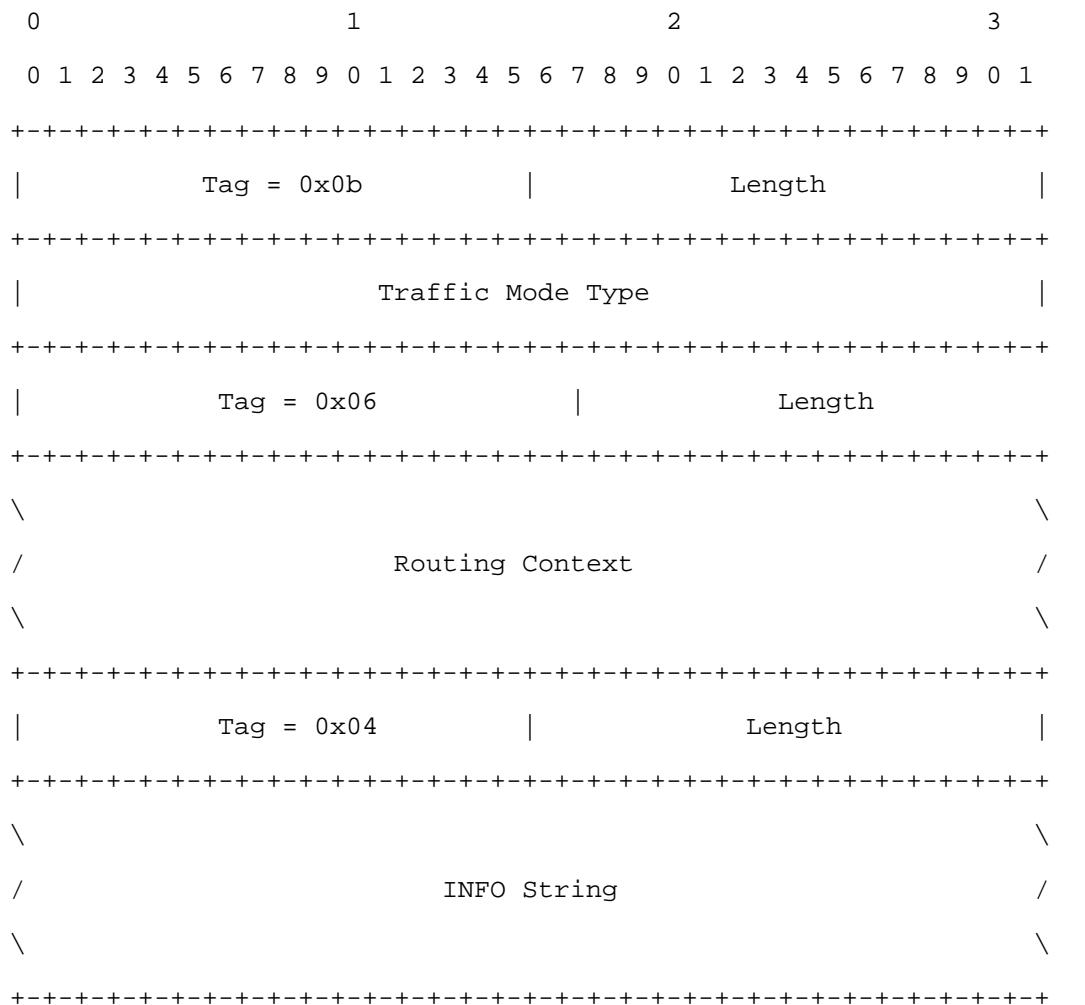 0                   1                   2                   3
 0 1 2 3 4 5 6 7 8 9 0 1 2 3 4 5 6 7 8 9 0 1 2 3 4 5 6 7 8 9 0 1
+-+-+-+-+-+-+-+-+-+-+-+-+-+-+-+-+-+-+-+-+-+-+-+-+-+-+-+-+-+-+-+-+
|           Tag = 0x0b          |            Length             |
+-+-+-+-+-+-+-+-+-+-+-+-+-+-+-+-+-+-+-+-+-+-+-+-+-+-+-+-+-+-+-+-+
|                      Traffic Mode Type                        |
+-+-+-+-+-+-+-+-+-+-+-+-+-+-+-+-+-+-+-+-+-+-+-+-+-+-+-+-+-+-+-+-+
|            Tag = 0x06            |            Length
+-+-+-+-+-+-+-+-+-+-+-+-+-+-+-+-+-+-+-+-+-+-+-+-+-+-+-+-+-+-+-+-+
\                                                               \
/                       Routing Context                         /
\                                                               \
+-+-+-+-+-+-+-+-+-+-+-+-+-+-+-+-+-+-+-+-+-+-+-+-+-+-+-+-+-+-+-+-+
|            Tag = 0x04         |             Length            |
+-+-+-+-+-+-+-+-+-+-+-+-+-+-+-+-+-+-+-+-+-+-+-+-+-+-+-+-+-+-+-+-+
\                                                               \
/                          INFO String                          /
\                                                               \
+-+-+-+-+-+-+-+-+-+-+-+-+-+-+-+-+-+-+-+-+-+-+-+-+-+-+-+-+-+-+-+-+